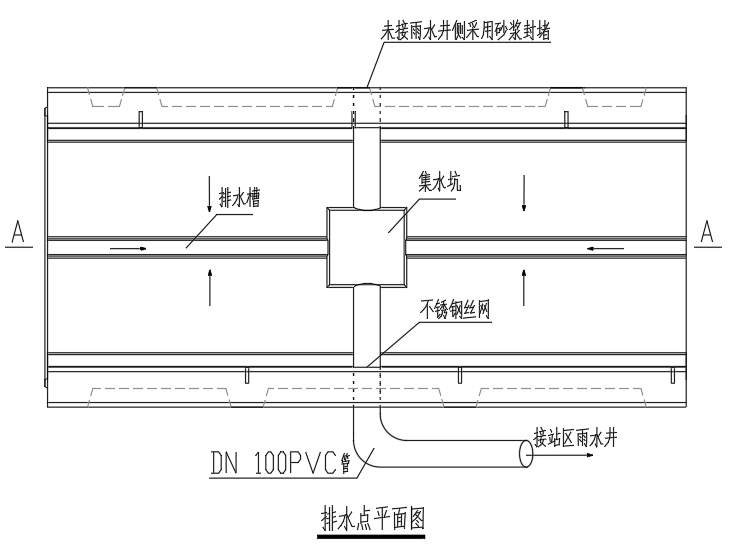 未接雨水井侧采用砂浆封堵
集水坑
排水槽
A
A
不锈钢丝网
接站区雨水井
DN 100PVC管
排水点平面图